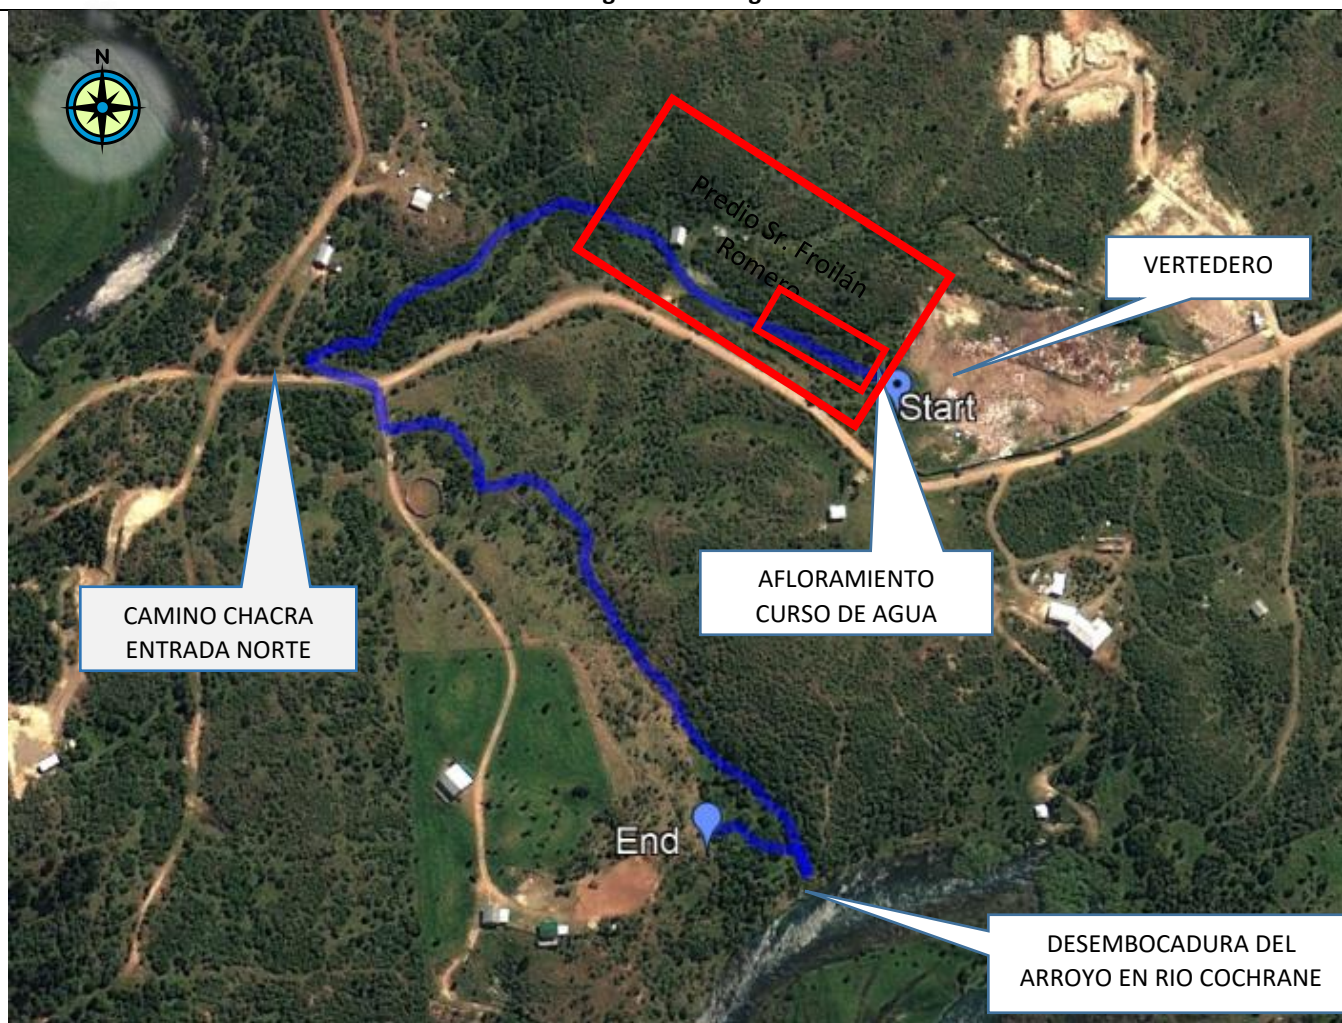 N
Predio Sr. Froilán
Romero
VERTEDERO
Start
AFLORAMIENTO
CURSO DE AGUA
CAMINO CHACRA
ENTRADA NORTE
End
DESEMBOCADURA DEL
ARROYO EN RIO COCHRANE